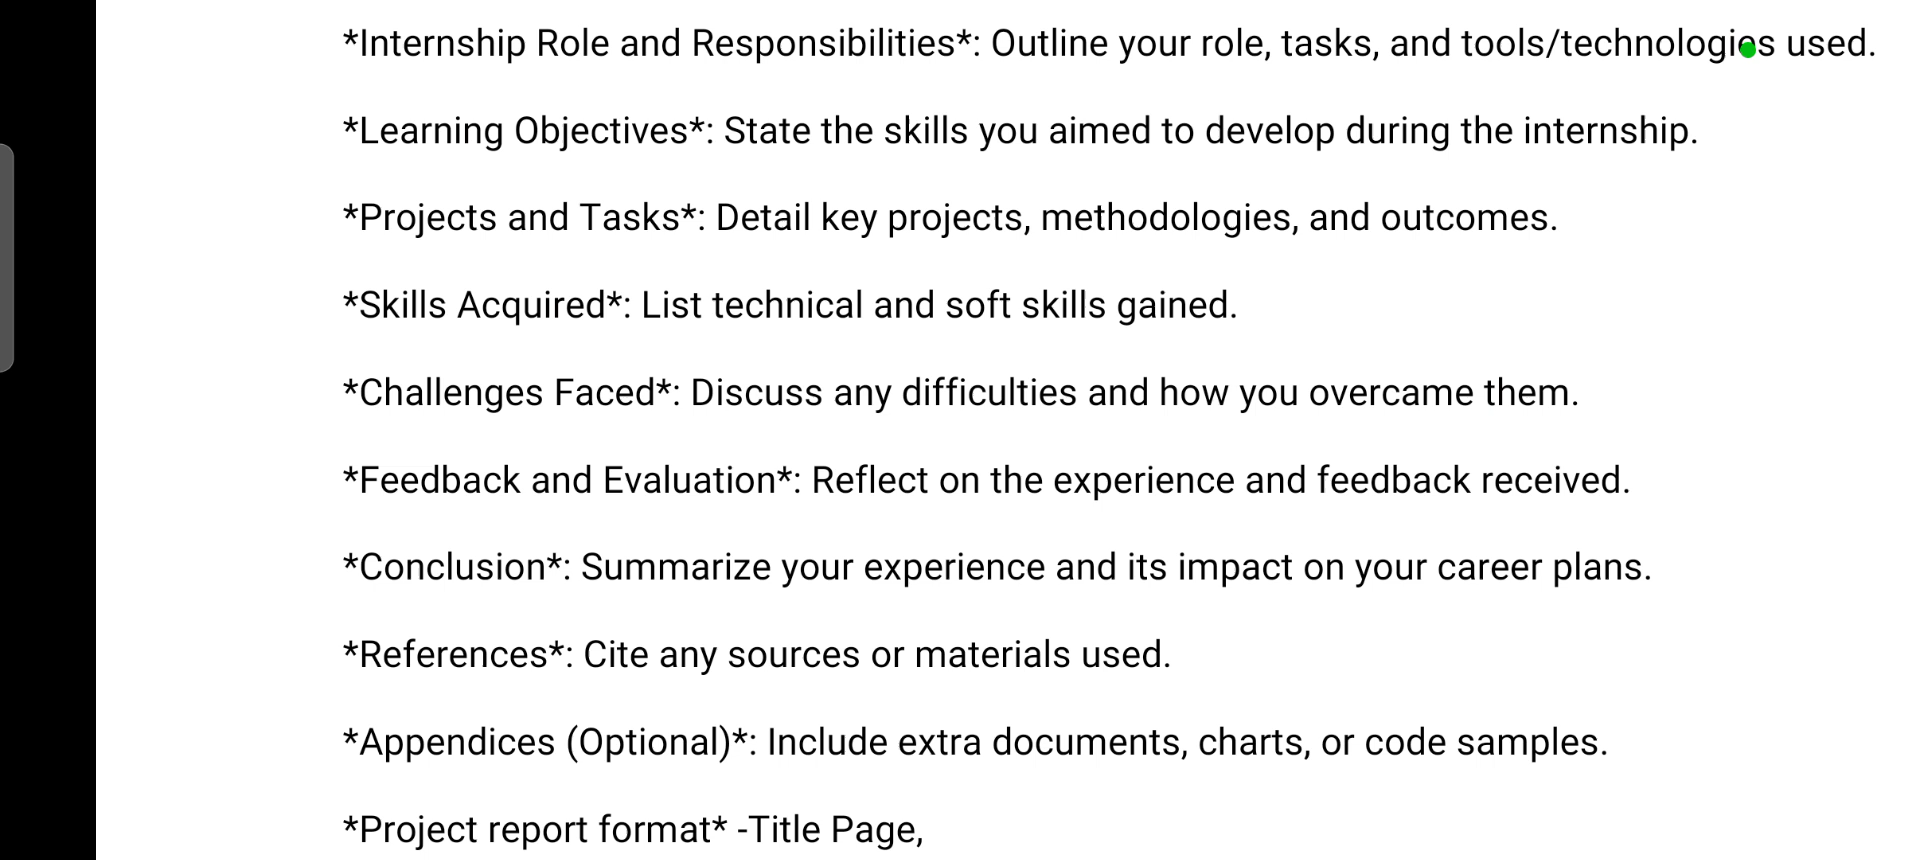 *Internship Role and Responsibilities*: Outline your role, tasks, and tools/technologies used.
*Learning Objectives*: State the skills you aimed to develop during the internship.
*Projects and Tasks*: Detail key projects, methodologies, and outcomes.
*Skills Acquired*: List technical and soft skills gained.
*Challenges Faced*: Discuss any difficulties and how you overcame them.
*Feedback and Evaluation*: Reflect on the experience and feedback received.
*Conclusion*: Summarize your experience and its impact on your career plans.
*References*: Cite any sources or materials used.
*Appendices (Optional)*: Include extra documents, charts, or code samples.
*Project report format* -Title Page,